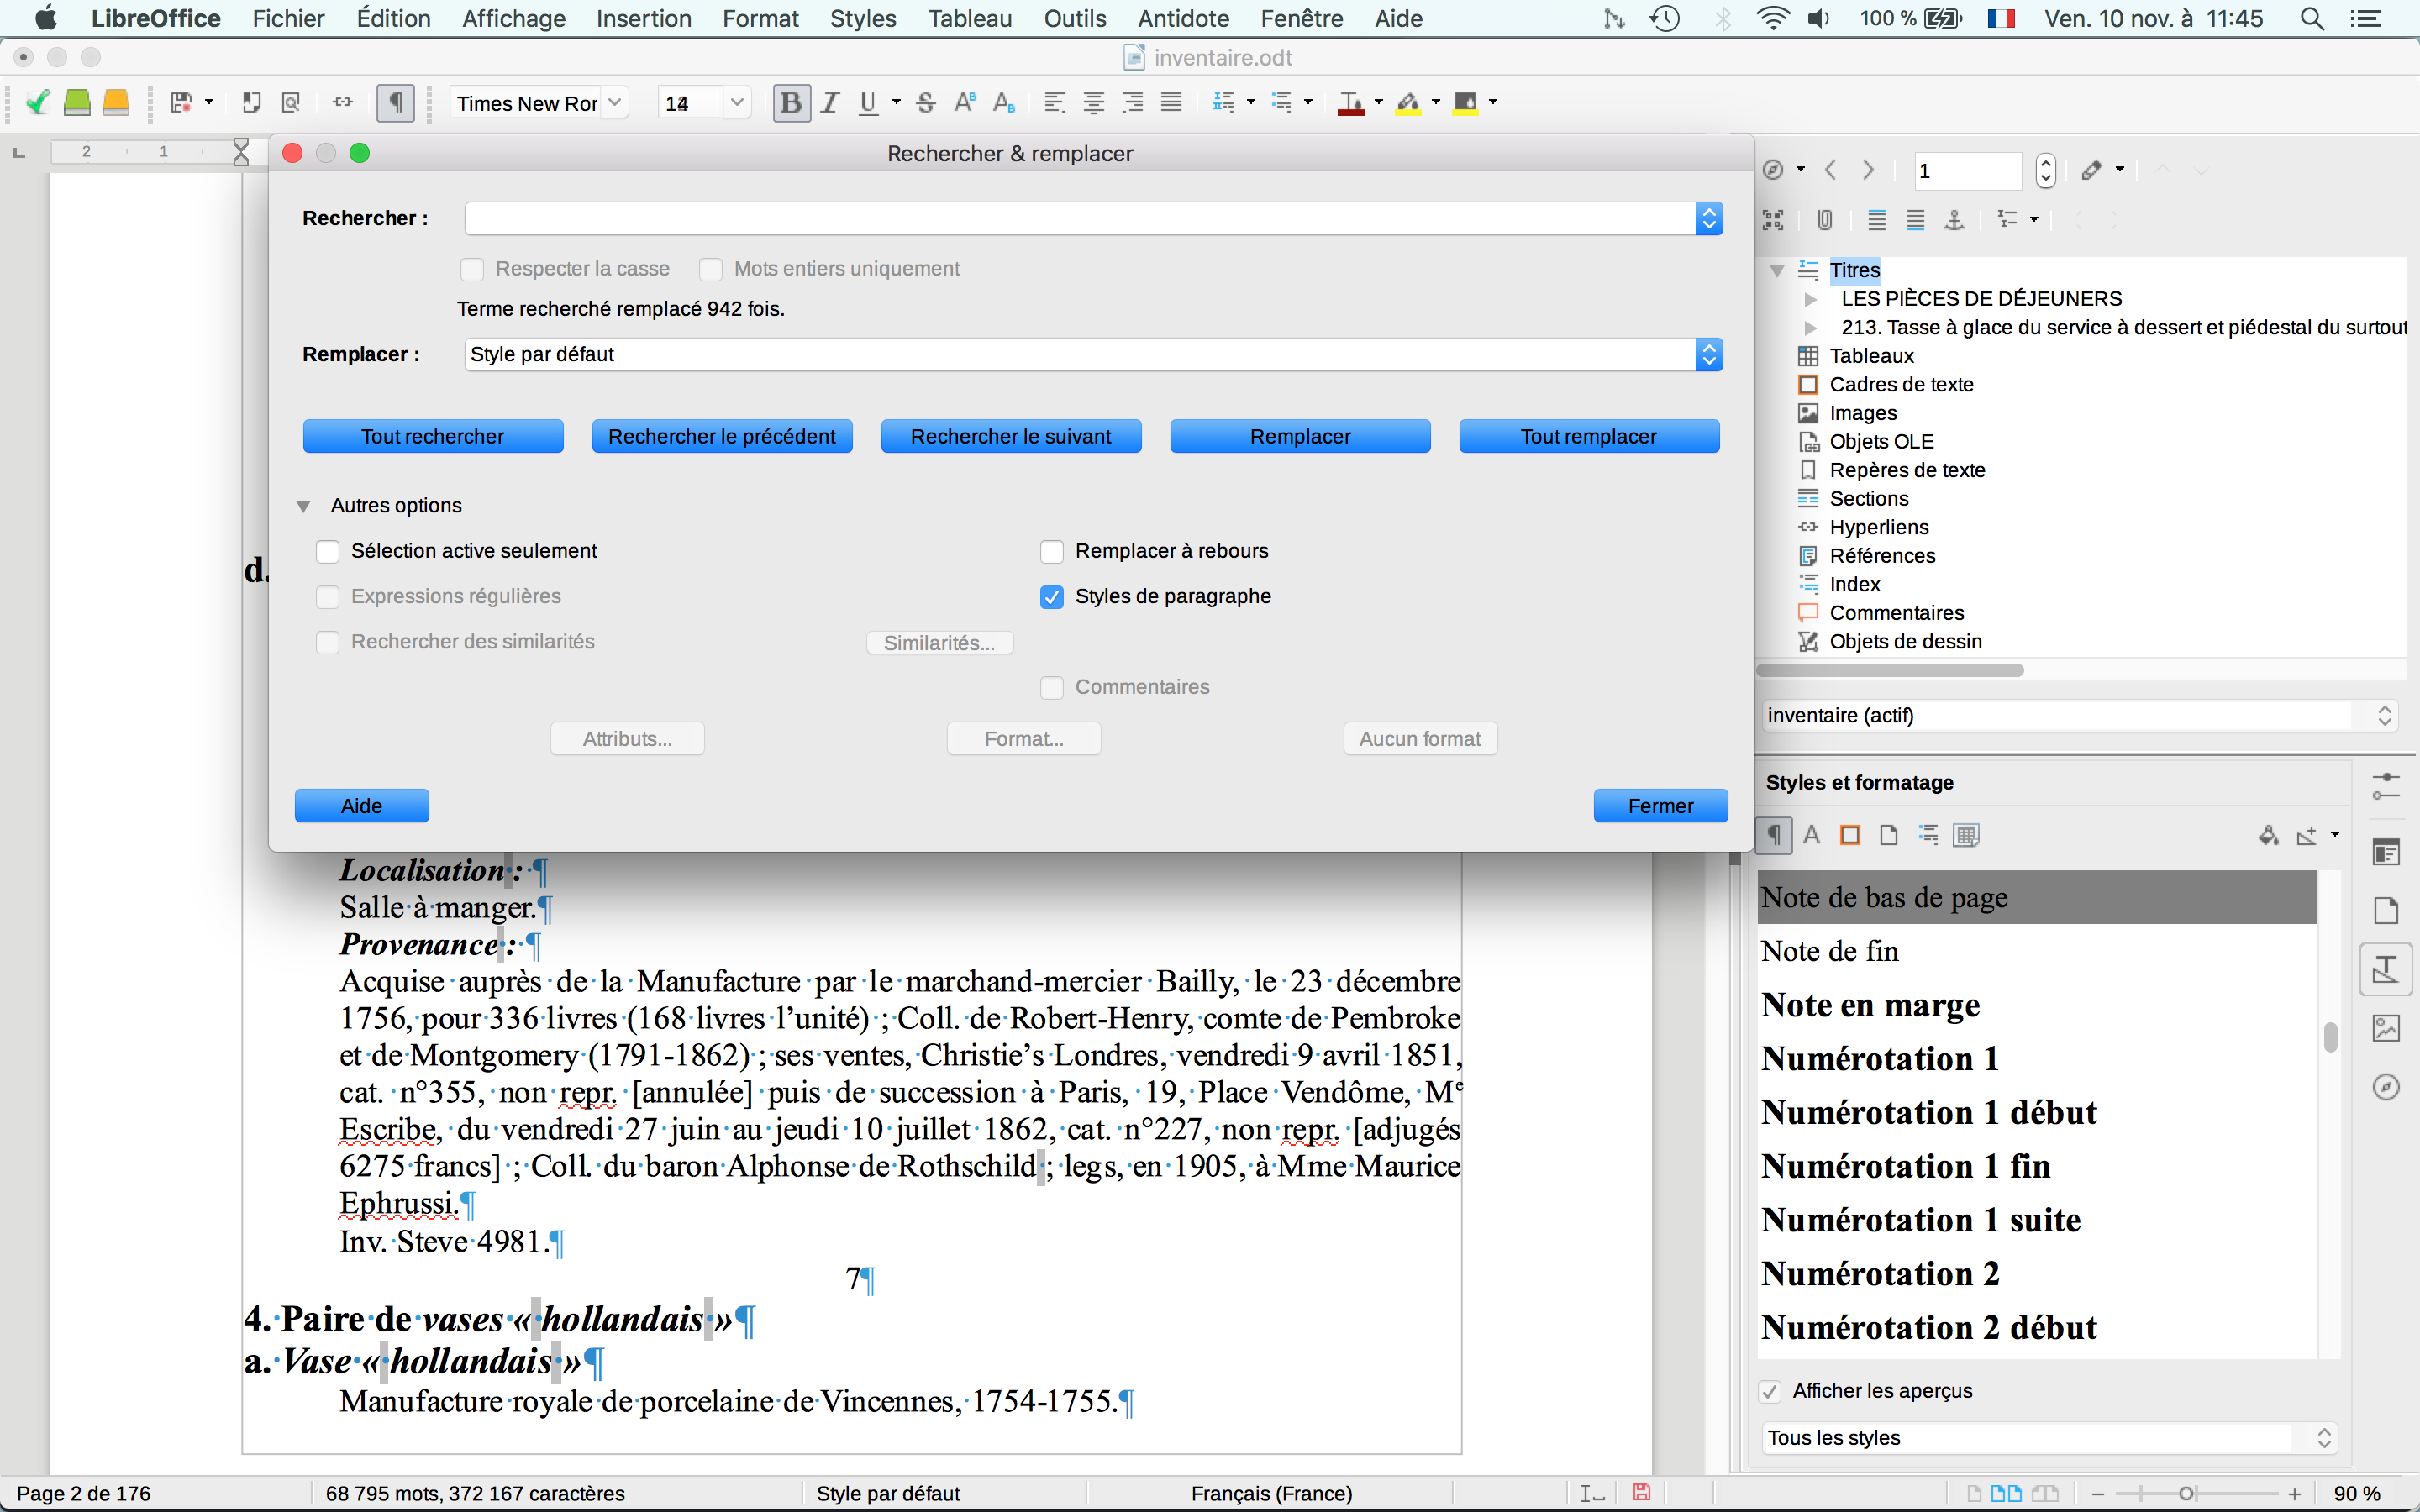 LibreOffice Fichier Édition Affichage Insertion Format Styles Tableau Outils Antidote Fenêtre Aide 100 % Ven. 10 nov. à 11:45
inventaire.odt
Times New Ror
2 1
Rechercher & remplacer
Rechercher :
Respecter la casse Mots entiers uniquement
Terme recherché remplacé 942 fois.
Remplacer : Style par défaut
Tout rechercher Rechercher le précédent Rechercher le suivant Remplacer Tout remplacer
Autres options
Sélection active seulement Remplacer à rebours
Expressions régulières Styles de paragraphe
Rechercher des similarités Similarités...
Commentaires
Attributs... Format... Aucun format
Aide Fermer
1
Titres
LES PIÈCES DE DÉJEUNERS
213. Tasse à glace du service à dessert et piédestal du surtout
Tableaux
Cadres de texte
Images
Objets OLE
Repères de texte
Sections
Hyperliens
Références
Index
Commentaires
Objets de dessin
inventaire (actif)
Styles et formatage
Note de bas de page
Note de fin
Note en marge
Numérotation 1
Numérotation 1 début
Numérotation 1 fin
Numérotation 1 suite
Numérotation 2
Numérotation 2 début
Afficher les aperçus
Tous les styles
d.
Localisation : ¶
Salle à manger.¶
Provenance : ¶
Acquise auprès de la Manufacture par le marchand-mercier Bailly, le 23 décembre
1756, pour 336 livres (168 livres l’unité) ; Coll. de Robert-Henry, comte de Pembroke
et de Montgomery (1791-1862) ; ses ventes, Christie’s Londres, vendredi 9 avril 1851,
cat. n°355, non repr. [annulée] puis de succession à Paris, 19, Place Vendôme, Me
Escribe, du vendredi 27 juin au jeudi 10 juillet 1862, cat. n°227, non repr. [adjugés
6275 francs] ; Coll. du baron Alphonse de Rothschild ; legs, en 1905, à Mme Maurice
Ephrussi.¶
Inv. Steve 4981.¶
7¶
4. Paire de vases « hollandais »¶
a. Vase « hollandais »¶
Manufacture royale de porcelaine de Vincennes, 1754-1755.¶
Page 2 de 176 68 795 mots, 372 167 caractères Style par défaut Français (France) 90 %